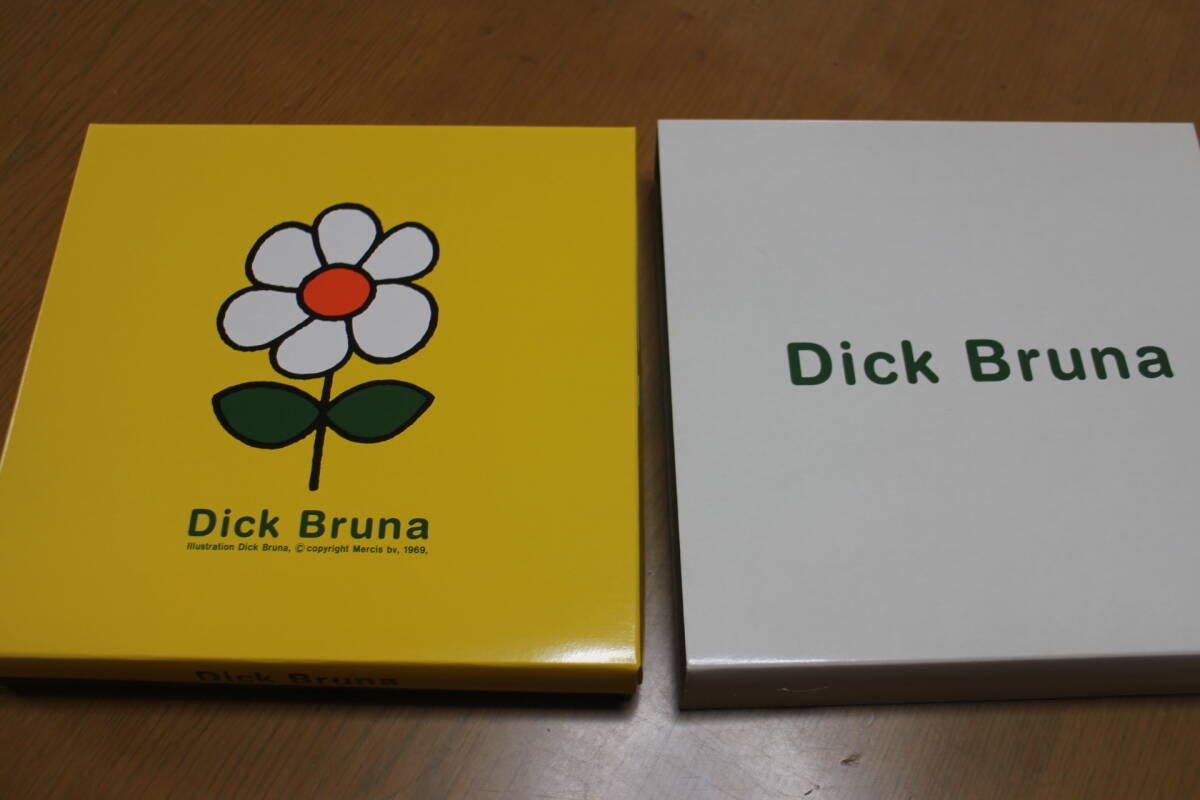 Dick Bruna
Illustration Dick Bruna, © copyright Mercis bv, 1969,
Dick Bruna
Dick Bruna